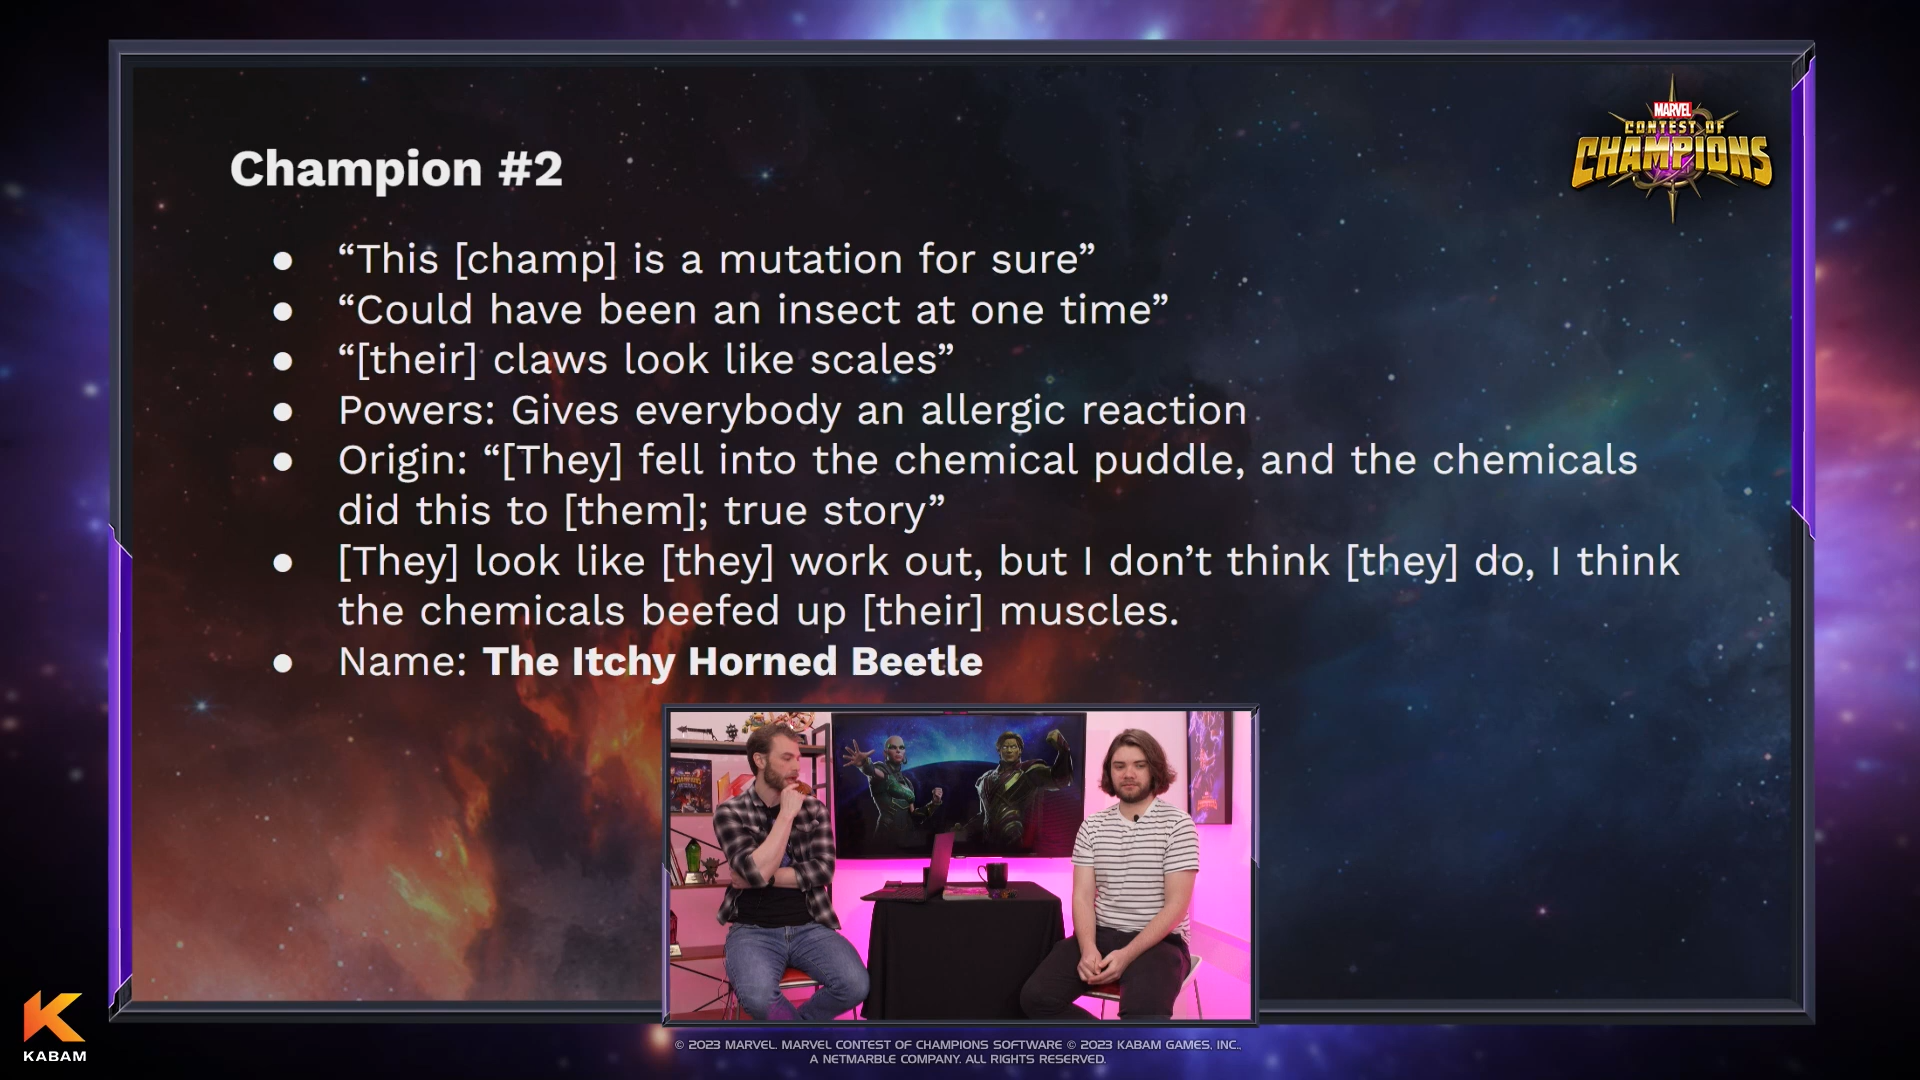 MARVEL
CONTEST OF
CHAMPIONS
Champion #2
● “This [champ] is a mutation for sure”
● “Could have been an insect at one time”
● “[their] claws look like scales”
● Powers: Gives everybody an allergic reaction
● Origin: “[They] fell into the chemical puddle, and the chemicals
did this to [them]; true story”
● [They] look like [they] work out, but I don’t think [they] do, I think
the chemicals beefed up [their] muscles.
● Name: The Itchy Horned Beetle
KABAM
© 2023 MARVEL. MARVEL CONTEST OF CHAMPIONS SOFTWARE © 2023 KABAM GAMES, INC.,
A NETMARBLE COMPANY. ALL RIGHTS RESERVED.